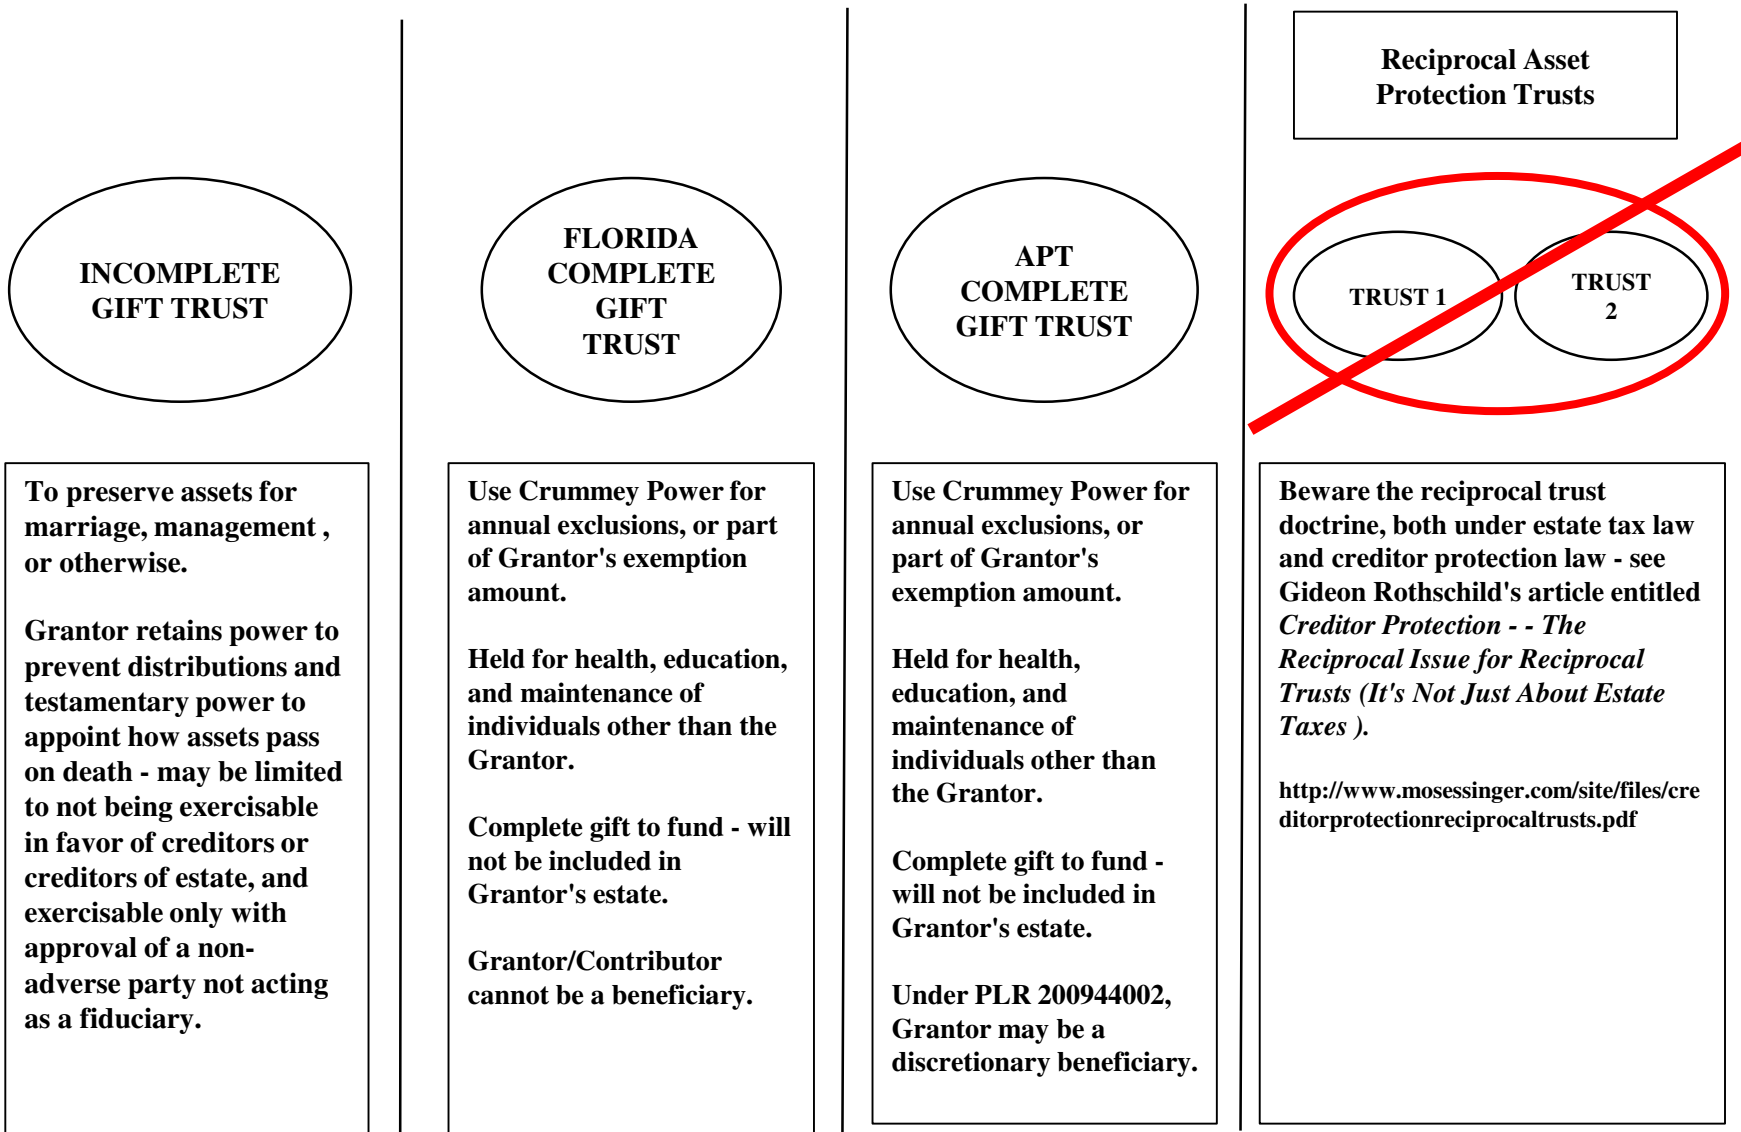 INCOMPLETE
GIFT TRUST
To preserve assets for
marriage, management ,
or otherwise.
Grantor retains power to
prevent distributions and
testamentary power to
appoint how assets pass
on death - may be limited
to not being exercisable
in favor of creditors or
creditors of estate, and
exercisable only with
approval of a non-
adverse party not acting
as a fiduciary.
FLORIDA
COMPLETE
GIFT
TRUST
Use Crummey Power for
annual exclusions, or part
of Grantor's exemption
amount.
Held for health, education,
and maintenance of
individuals other than the
Grantor.
Complete gift to fund - will
not be included in
Grantor's estate.
Grantor/Contributor
cannot be a beneficiary.
APT
COMPLETE
GIFT TRUST
Use Crummey Power for
annual exclusions, or
part of Grantor's
exemption amount.
Held for health,
education, and
maintenance of
individuals other than
the Grantor.
Complete gift to fund -
will not be included in
Grantor's estate.
Under PLR 200944002,
Grantor may be a
discretionary beneficiary.
Reciprocal Asset
Protection Trusts
TRUST 1
TRUST
2
Beware the reciprocal trust
doctrine, both under estate tax law
and creditor protection law - see
Gideon Rothschild's article entitled
Creditor Protection - - The
Reciprocal Issue for Reciprocal
Trusts (It's Not Just About Estate
Taxes ).
http://www.mosessinger.com/site/files/cre
ditorprotectionreciprocaltrusts.pdf